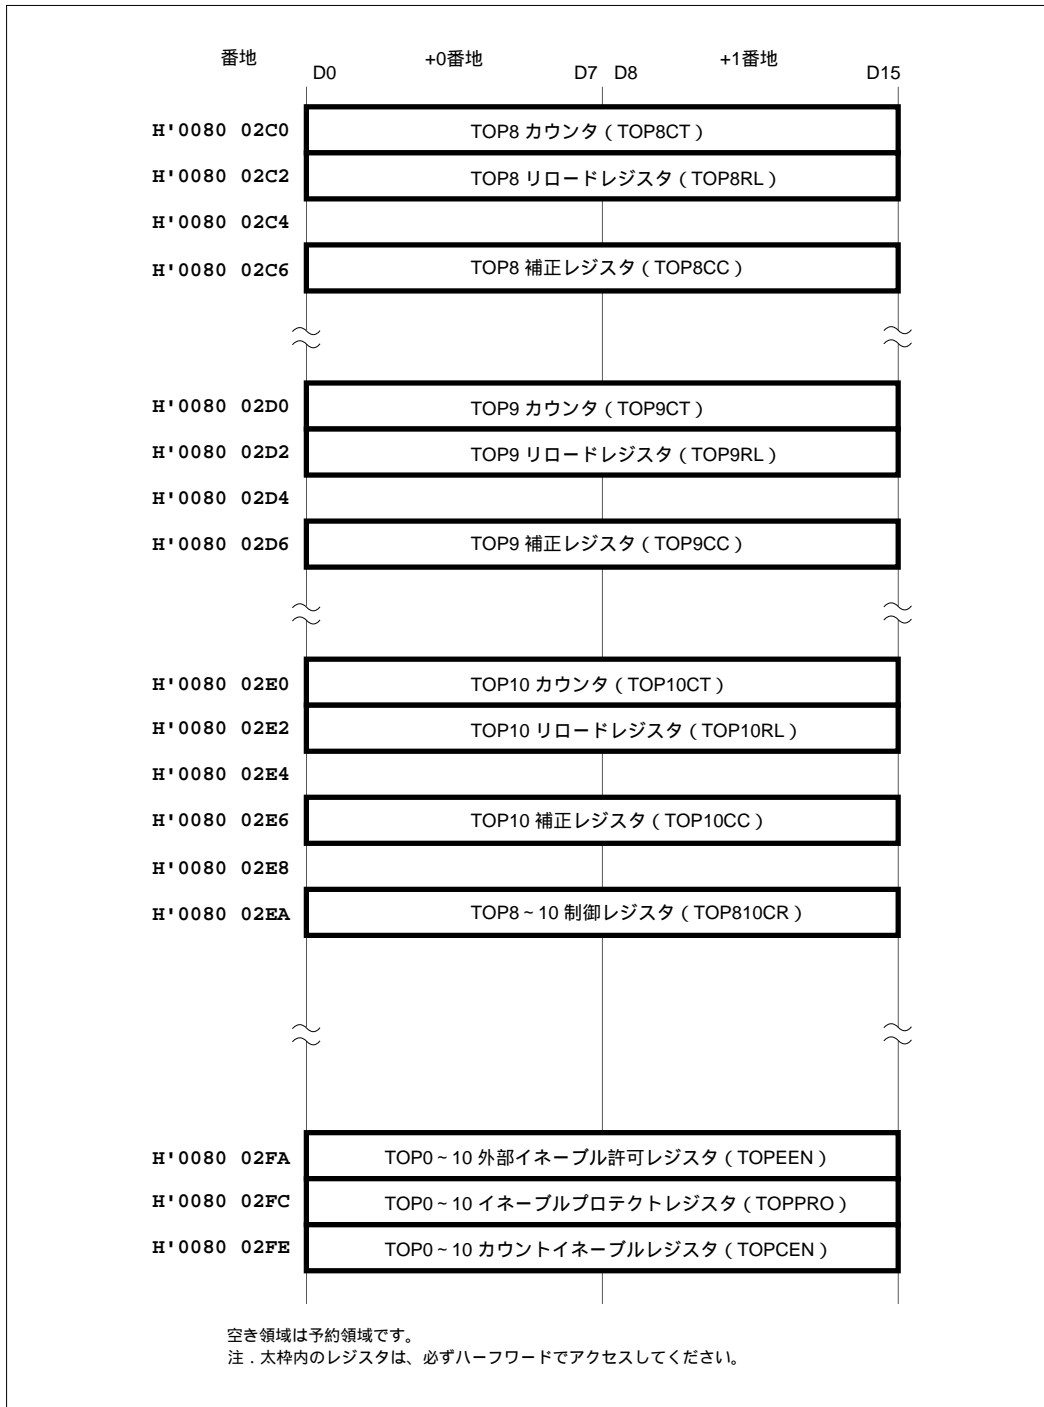 番地 +0番地 +1番地
D0 D7 D8 D15
H'0080 02C0 TOP8 カウンタ ( TOP8CT )
H'0080 02C2 TOP8 リロードレジスタ ( TOP8RL )
H'0080 02C4
H'0080 02C6 TOP8 補正レジスタ ( TOP8CC )
H'0080 02D0 TOP9 カウンタ ( TOP9CT )
H'0080 02D2 TOP9 リロードレジスタ ( TOP9RL )
H'0080 02D4
H'0080 02D6 TOP9 補正レジスタ ( TOP9CC )
H'0080 02E0 TOP10 カウンタ ( TOP10CT )
H'0080 02E2 TOP10 リロードレジスタ ( TOP10RL )
H'0080 02E4
H'0080 02E6 TOP10 補正レジスタ ( TOP10CC )
H'0080 02E8
H'0080 02EA TOP8 ~ 10 制御レジスタ ( TOP810CR )
H'0080 02FA TOP0 ~ 10 外部イネーブル許可レジスタ ( TOPEEN )
H'0080 02FC TOP0 ~ 10 イネーブルプロテクトレジスタ ( TOPPRO )
H'0080 02FE TOP0 ~ 10 カウントイネーブルレジスタ ( TOPCEN )
空き領域は予約領域です。
注．太枠内のレジスタは、必ずハーフワードでアクセスしてください。